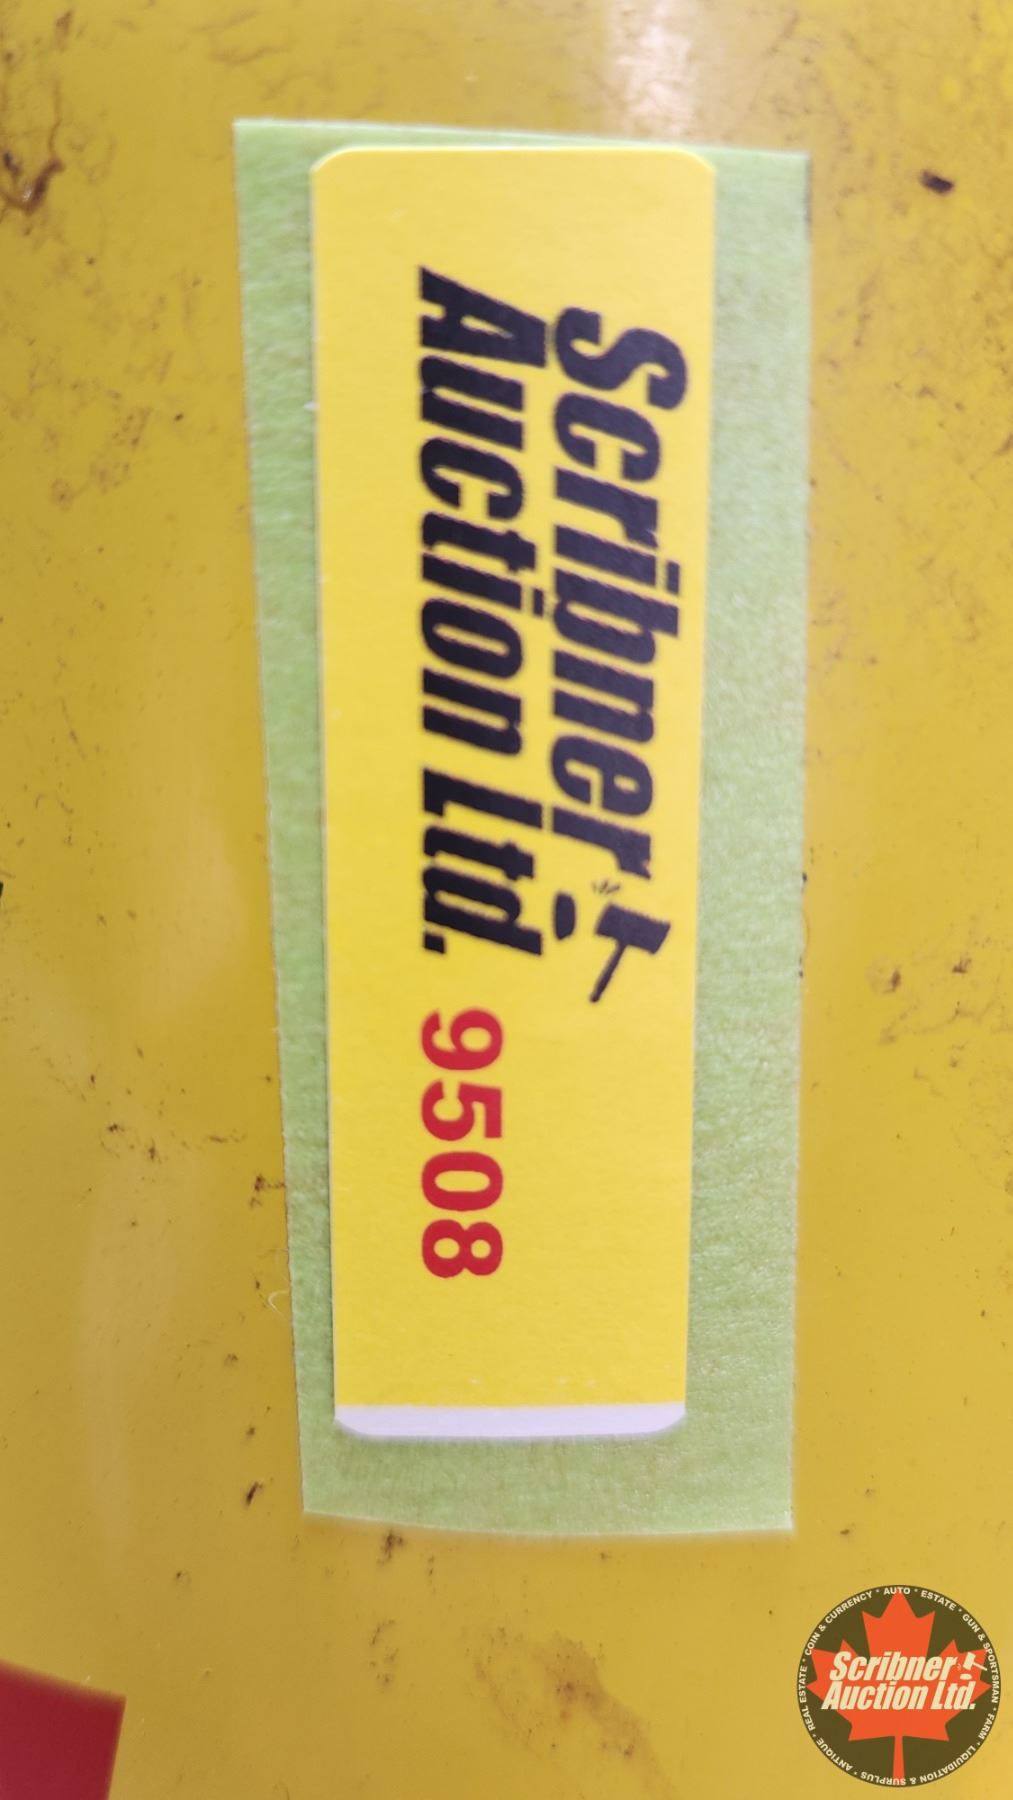 Scribner
Auction Ltd. 9508
COIN & CURRENCY • AUTO • ESTATE • GUN & SPORTSMAN • FARM • LIQUIDATION & SURPLUS • ANTIQUE • REAL ESTATE •
Scribner
Auction Ltd.